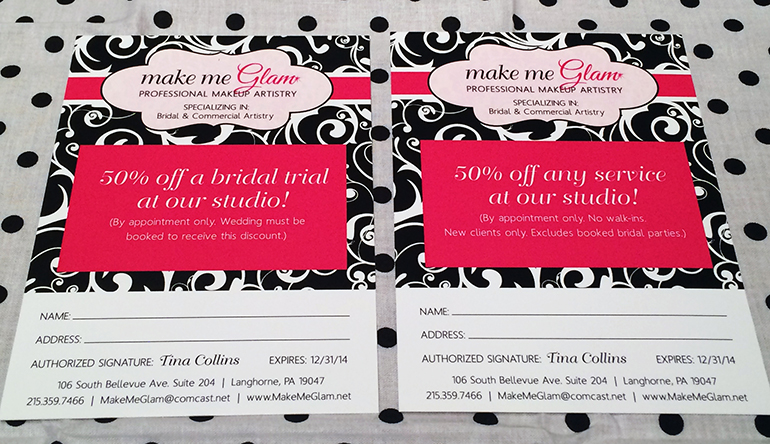 make me Glam
PROFESSIONAL MAKEUP ARTISTRY
SPECIALIZING IN:
Bridal & Commercial Artistry
50% off a bridal trial
at our studio!
(By appointment only. Wedding must be
booked to receive this discount.)
NAME:
ADDRESS:
AUTHORIZED SIGNATURE: Tina Collins EXPIRES: 12/31/14
106 South Bellevue Ave. Suite 204 | Langhorne, PA 19047
215.359.7466 | MakeMeGlam@comcast.net | www.MakeMeGlam.net
make me Glam
PROFESSIONAL MAKEUP ARTISTRY
SPECIALIZING IN:
Bridal & Commercial Artistry
50% off any service
at our studio!
(By appointment only. No walk-ins.
New clients only. Excludes booked bridal parties.)
NAME:
ADDRESS:
AUTHORIZED SIGNATURE: Tina Collins EXPIRES: 12/31/14
106 South Bellevue Ave. Suite 204 | Langhorne, PA 19047
215.359.7466 | MakeMeGlam@comcast.net | www.MakeMeGlam.net